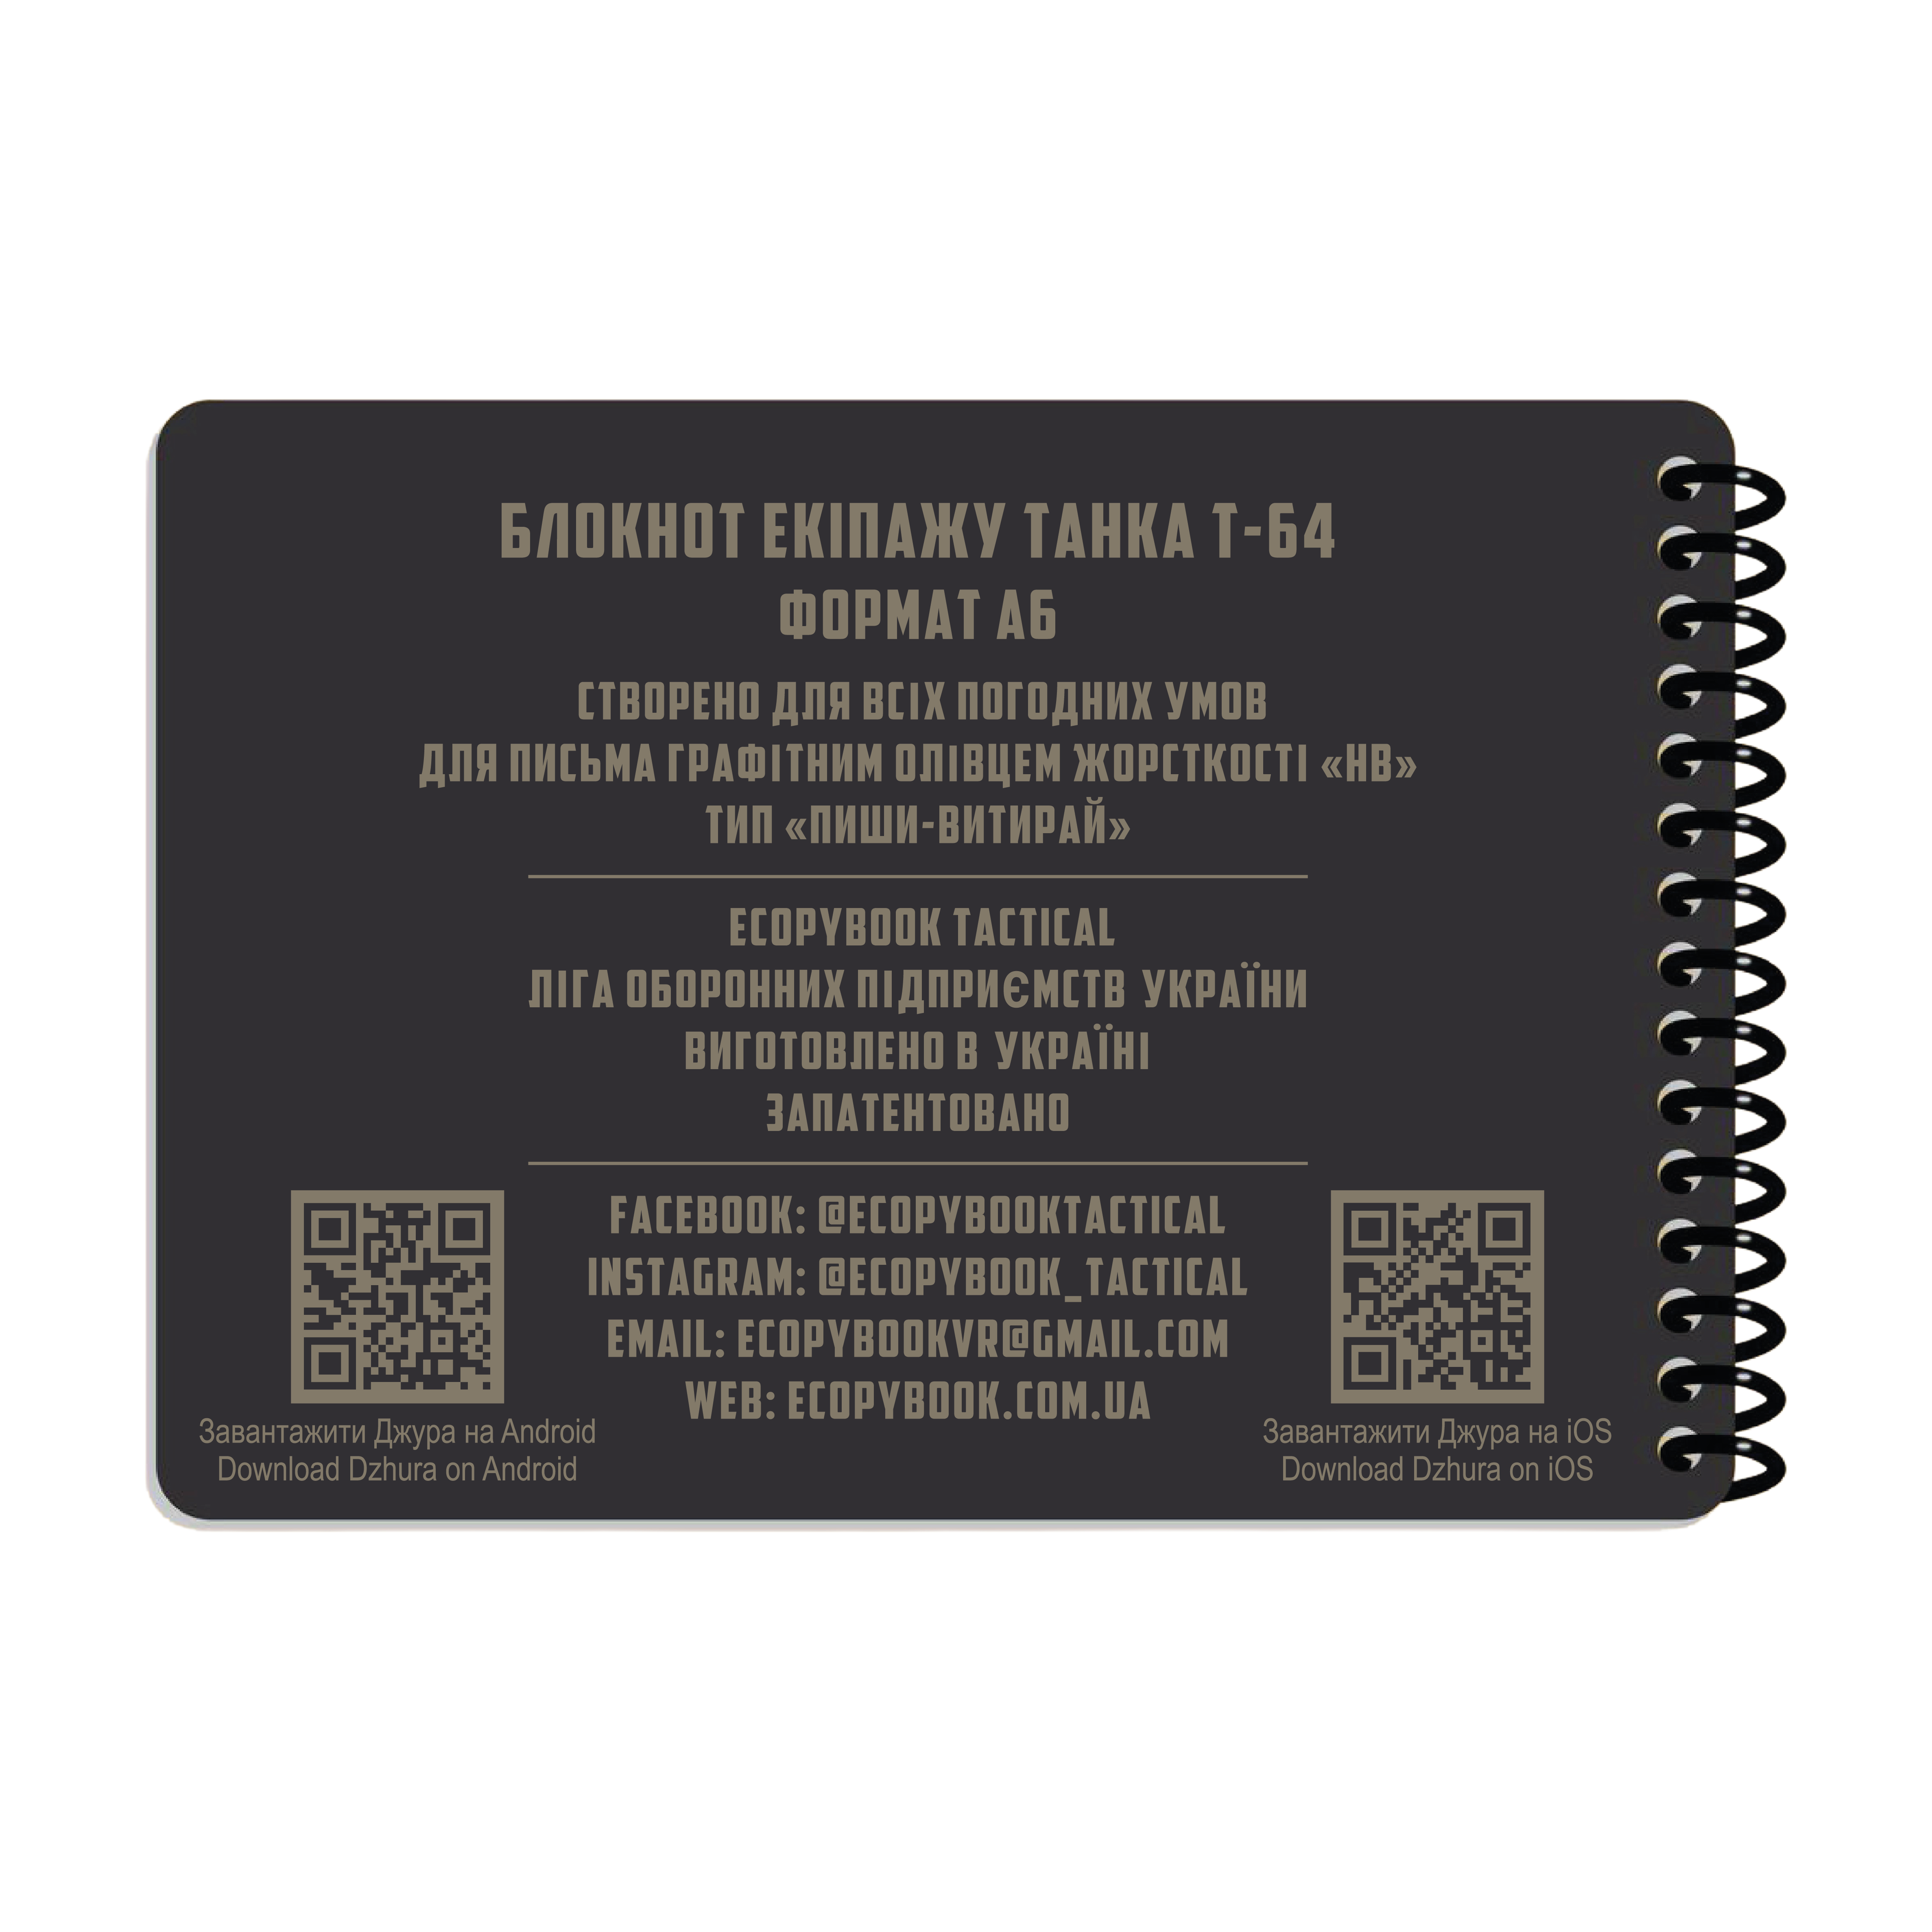 БЛОКНОТ ЕКІПАЖУ ТАНКА Т-64
ФОРМАТ А6
СТВОРЕНО ДЛЯ ВСІХ ПОГОДНИХ УМОВ
ДЛЯ ПИСЬМА ГРАФІТНИМ ОЛІВЦЕМ ЖОРСТКОСТІ «НВ»
ТИП «ПИШИ-ВИТИРАЙ»
ECOPYBOOK TACTICAL
ЛІГА ОБОРОННИХ ПІДПРИЄМСТВ УКРАЇНИ
ВИГОТОВЛЕНО В УКРАЇНІ
ЗАПАТЕНТОВАНО
FACEBOOK: @ECOPYBOOKTACTICAL
INSTAGRAM: @ECOPYBOOK_TACTICAL
EMAIL: ECOPYBOOKVR@GMAIL.COM
WEB: ECOPYBOOK.COM.UA
Завантажити Джура на Android
Download Dzhura on Android
Завантажити Джура на iOS
Download Dzhura on iOS